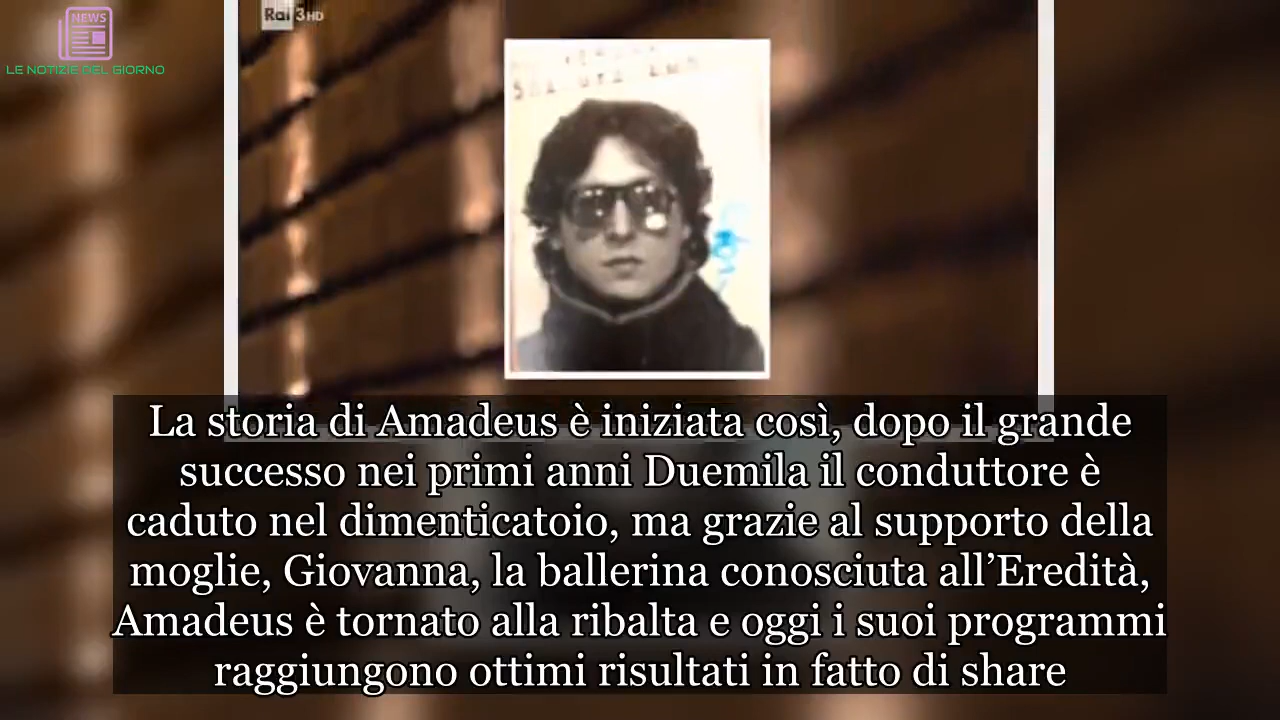 NEWS
LE NOTIZIE DEL GIORNO
Rai 3HD
La storia di Amadeus è iniziata così, dopo il grande
successo nei primi anni Duemila il conduttore è
caduto nel dimenticatoio, ma grazie al supporto della
moglie, Giovanna, la ballerina conosciuta all’Eredità,
Amadeus è tornato alla ribalta e oggi i suoi programmi
raggiungono ottimi risultati in fatto di share